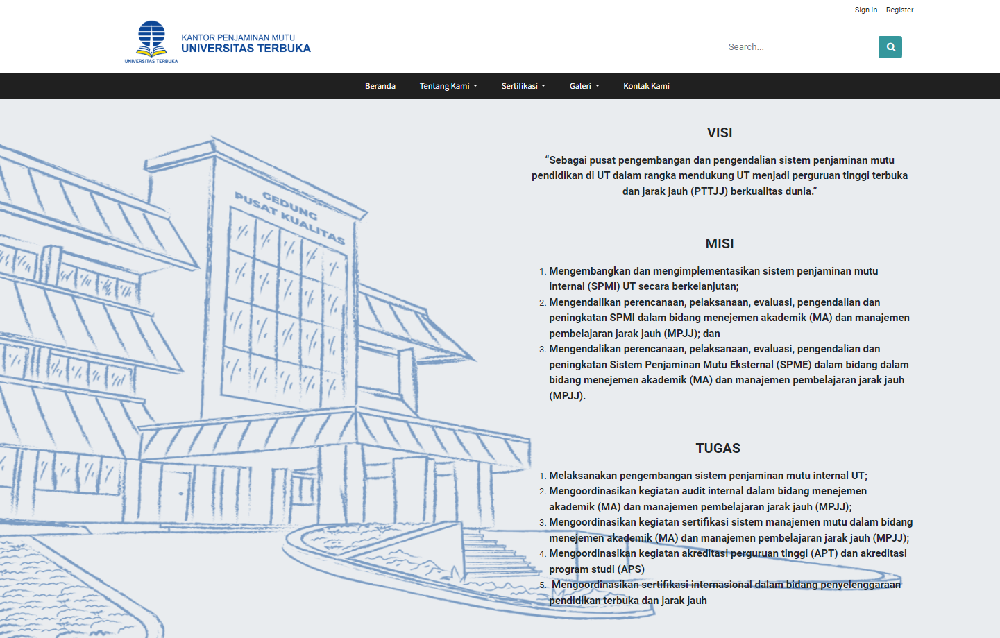 Sign in Register
KANTOR PENJAMINAN MUTU
UNIVERSITAS TERBUKA
UNIVERSITAS TERBUKA
Search...
Beranda Tentang Kami Sertifikasi Galeri Kontak Kami
GEDUNG
PUSAT KUALITAS
VISI
“Sebagai pusat pengembangan dan pengendalian sistem penjaminan mutu
pendidikan di UT dalam rangka mendukung UT menjadi perguruan tinggi terbuka
dan jarak jauh (PTTJJ) berkualitas dunia.”
MISI
1. Mengembangkan dan mengimplementasikan sistem penjaminan mutu
internal (SPMI) UT secara berkelanjutan;
2. Mengendalikan perencanaan, pelaksanaan, evaluasi, pengendalian dan
peningkatan SPMI dalam bidang menejemen akademik (MA) dan manajemen
pembelajaran jarak jauh (MPJJ); dan
3. Mengendalikan perencanaan, pelaksanaan, evaluasi, pengendalian dan
peningkatan Sistem Penjaminan Mutu Eksternal (SPME) dalam bidang dalam
bidang menejemen akademik (MA) dan manajemen pembelajaran jarak jauh
(MPJJ).
TUGAS
1. Melaksanakan pengembangan sistem penjaminan mutu internal UT;
2. Mengoordinasikan kegiatan audit internal dalam bidang menejemen
akademik (MA) dan manajemen pembelajaran jarak jauh (MPJJ);
3. Mengoordinasikan kegiatan sertifikasi sistem manajemen mutu dalam bidang
menejemen akademik (MA) dan manajemen pembelajaran jarak jauh (MPJJ);
4. Mengoordinasikan kegiatan akreditasi perguruan tinggi (APT) dan akreditasi
program studi (APS)
5. Mengoordinasikan sertifikasi internasional dalam bidang penyelenggaraan
pendidikan terbuka dan jarak jauh